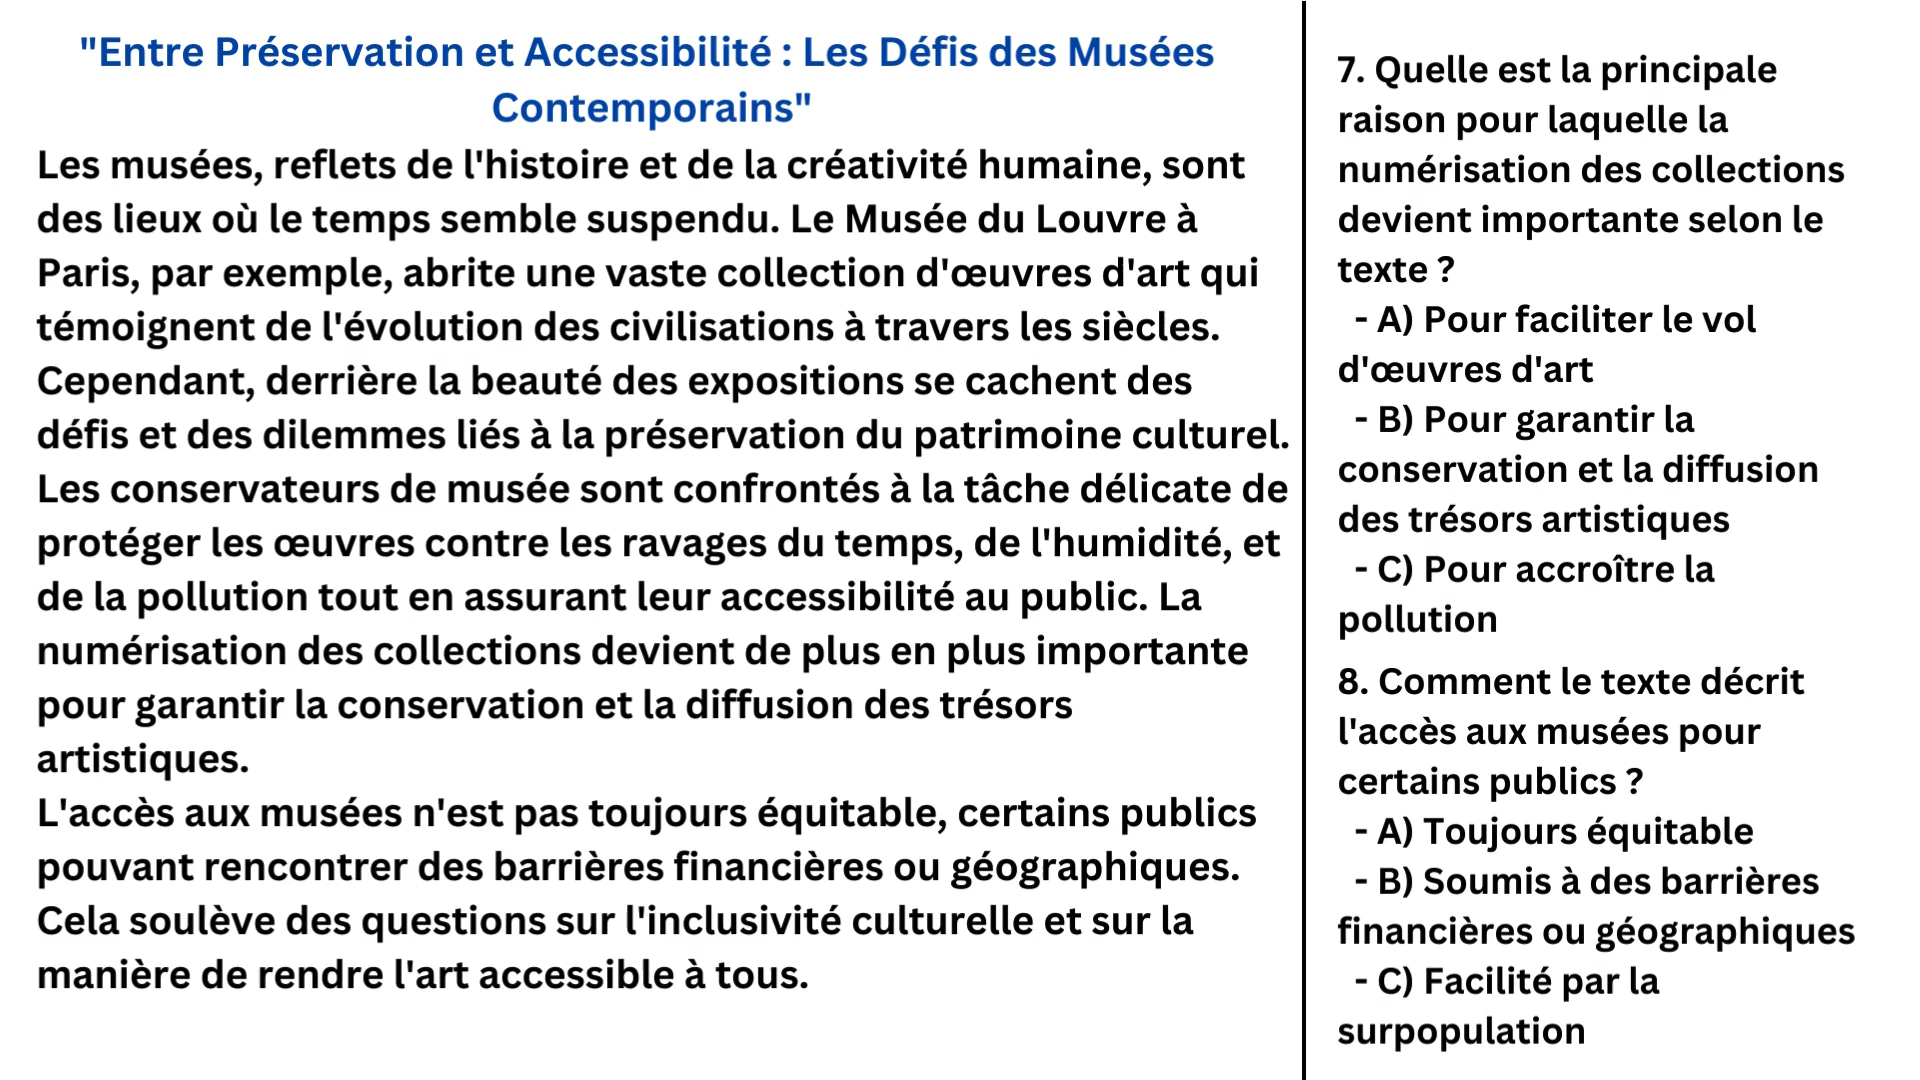 "Entre Préservation et Accessibilité : Les Défis des Musées
Contemporains"
Les musées, reflets de l'histoire et de la créativité humaine, sont
des lieux où le temps semble suspendu. Le Musée du Louvre à
Paris, par exemple, abrite une vaste collection d'œuvres d'art qui
témoignent de l'évolution des civilisations à travers les siècles.
Cependant, derrière la beauté des expositions se cachent des
défis et des dilemmes liés à la préservation du patrimoine culturel.
Les conservateurs de musée sont confrontés à la tâche délicate de
protéger les œuvres contre les ravages du temps, de l'humidité, et
de la pollution tout en assurant leur accessibilité au public. La
numérisation des collections devient de plus en plus importante
pour garantir la conservation et la diffusion des trésors
artistiques.
L'accès aux musées n'est pas toujours équitable, certains publics
pouvant rencontrer des barrières financières ou géographiques.
Cela soulève des questions sur l'inclusivité culturelle et sur la
manière de rendre l'art accessible à tous.
7. Quelle est la principale
raison pour laquelle la
numérisation des collections
devient importante selon le
texte ?
- A) Pour faciliter le vol
d'œuvres d'art
- B) Pour garantir la
conservation et la diffusion
des trésors artistiques
- C) Pour accroître la
pollution
8. Comment le texte décrit
l'accès aux musées pour
certains publics ?
- A) Toujours équitable
- B) Soumis à des barrières
financières ou géographiques
- C) Facilité par la
surpopulation